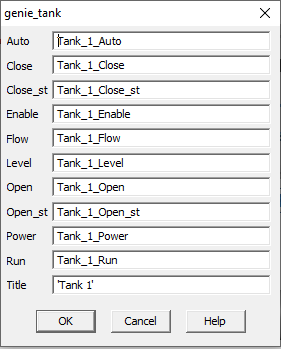 genie_tank
Auto Tank_1_Auto
Close Tank_1_Close
Close_st Tank_1_Close_st
Enable Tank_1_Enable
Flow Tank_1_Flow
Level Tank_1_Level
Open Tank_1_Open
Open_st Tank_1_Open_st
Power Tank_1_Power
Run Tank_1_Run
Title 'Tank 1'
OK Cancel Help